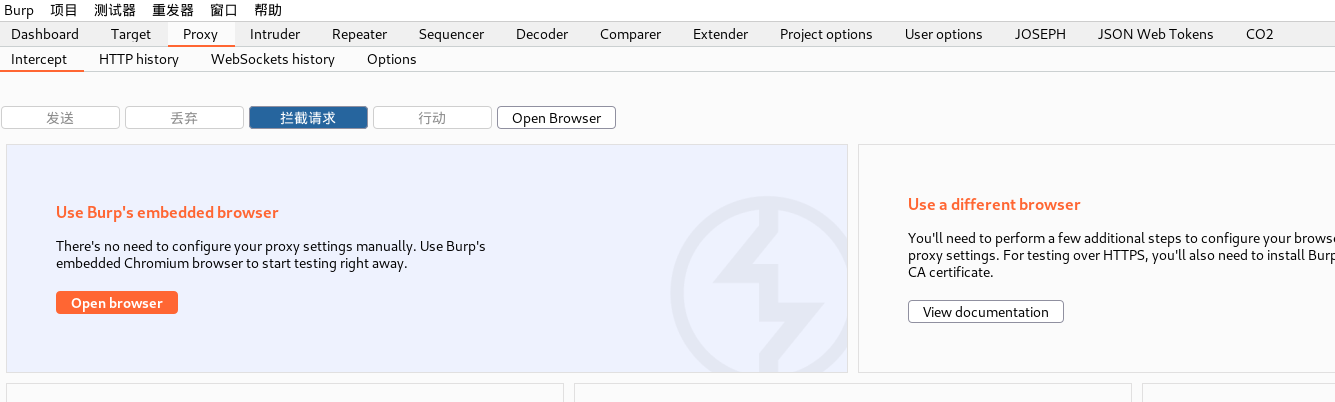 Burp 项目 测试器 重发器 窗口 帮助
Dashboard Target Proxy Intruder Repeater Sequencer Decoder Comparer Extender Project options User options JOSEPH JSON Web Tokens CO2
Intercept HTTP history WebSockets history Options
发送 丢弃 拦截请求 行动 Open Browser
Use Burp's embedded browser
There's no need to configure your proxy settings manually. Use Burp's
embedded Chromium browser to start testing right away.
Open browser
Use a different browser
You'll need to perform a few additional steps to configure your browse
proxy settings. For testing over HTTPS, you'll also need to install Burp
CA certificate.
View documentation